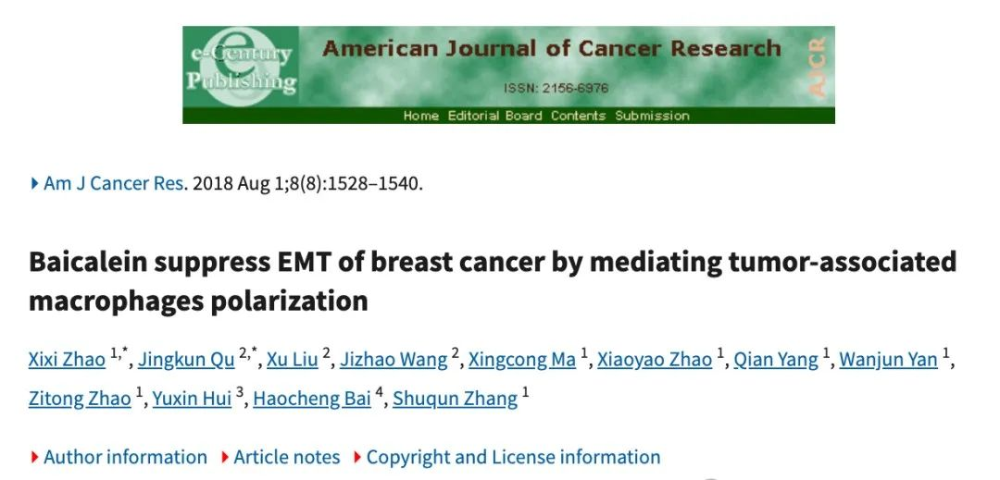 e-Century
Publishing
American Journal of Cancer Research
ISSN: 2156-6976
AJCR
Home Editorial Board Contents Submission
Am J Cancer Res. 2018 Aug 1;8(8):1528–1540.
Baicalein suppress EMT of breast cancer by mediating tumor-associated
macrophages polarization
Xixi Zhao 1,*, Jingkun Qu 2,*, Xu Liu 2, Jizhao Wang 2, Xingcong Ma 1, Xiaoyao Zhao 1, Qian Yang 1, Wanjun Yan 1,
Zitong Zhao 1, Yuxin Hui 3, Haocheng Bai 4, Shuqun Zhang 1
Author information Article notes Copyright and License information